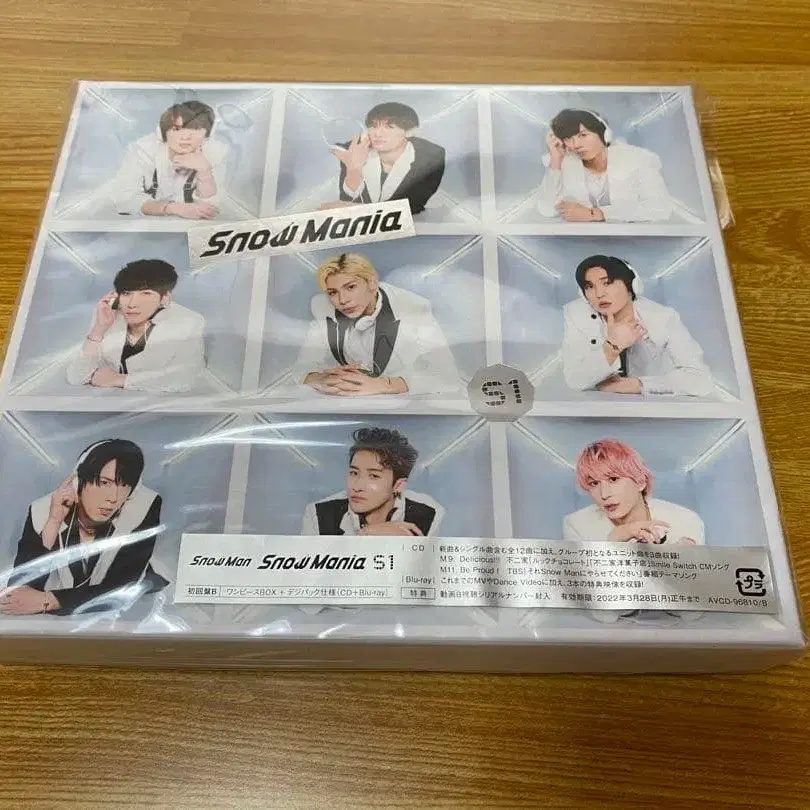 Snow Mania
S1
Snow Man Snow Mania S1
CD 新曲&シングル曲含む全12曲に加え、グループ初となるユニット曲を3曲収録!
M.9. Delicious!!! 不二家「ルックチョコレート」「不二家洋菓子店」Smile Switch CMソング
M11. Be Proud! TBS「それSnow Manにやらせてください」番組テーマソング
Blu-ray これまでのMVやDance Videoに加え、3本の特典映像を収録!
初回盤B ワンピースBOX + デジパック仕様(CD+Blu-ray) 特典 動画B視聴シリアルナンバー封入 有効期限:2022年3月28日(月)正午まで AVCD-96810/B
プラ